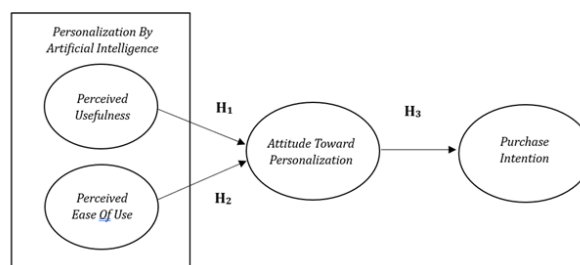 Personalization By
Artificial Intelligence
Perceived
Usefulness
H1
Attitude Toward
Personalization
H3
Purchase
Intention
Perceived
Ease Of Use
H2